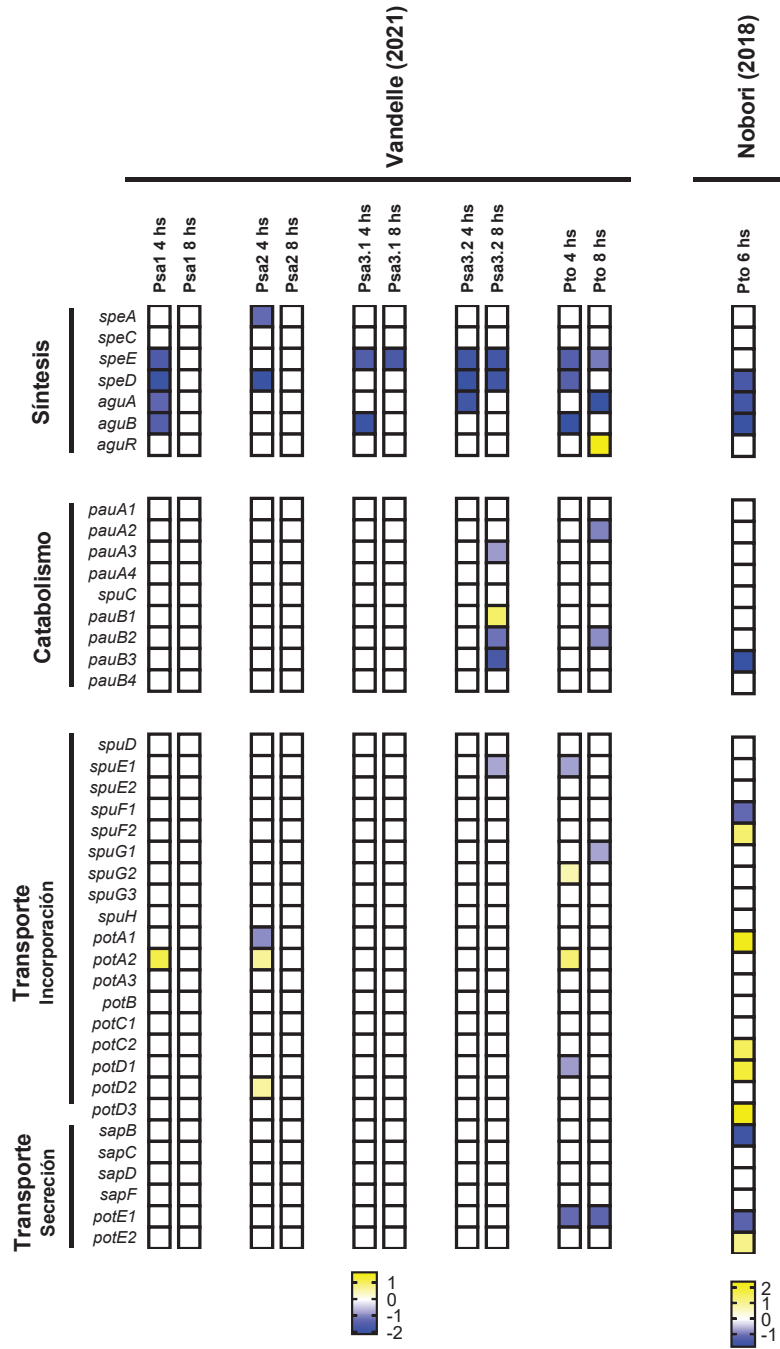 Vandelle (2021)
Nobori (2018)
Psa1 4 hs
Psa1 8 hs
Psa2 4 hs
Psa2 8 hs
Psa3.1 4 hs
Psa3.1 8 hs
Psa3.2 4 hs
Psa3.2 8 hs
Pto 4 hs
Pto 8 hs
Pto 6 hs
Síntesis
speA
speC
speE
speD
aguA
aguB
aguR
Catabolismo
pauA1
pauA2
pauA3
pauA4
spuC
pauB1
pauB2
pauB3
pauB4
Transporte
Incorporación
spuD
spuE1
spuE2
spuF1
spuF2
spuG1
spuG2
spuG3
spuH
potA1
potA2
potA3
potB
potC1
potC2
potD1
potD2
potD3
Transporte
Secreción
sapB
sapC
sapD
sapF
potE1
potE2
1
0
-1
-2
2
1
0
-1